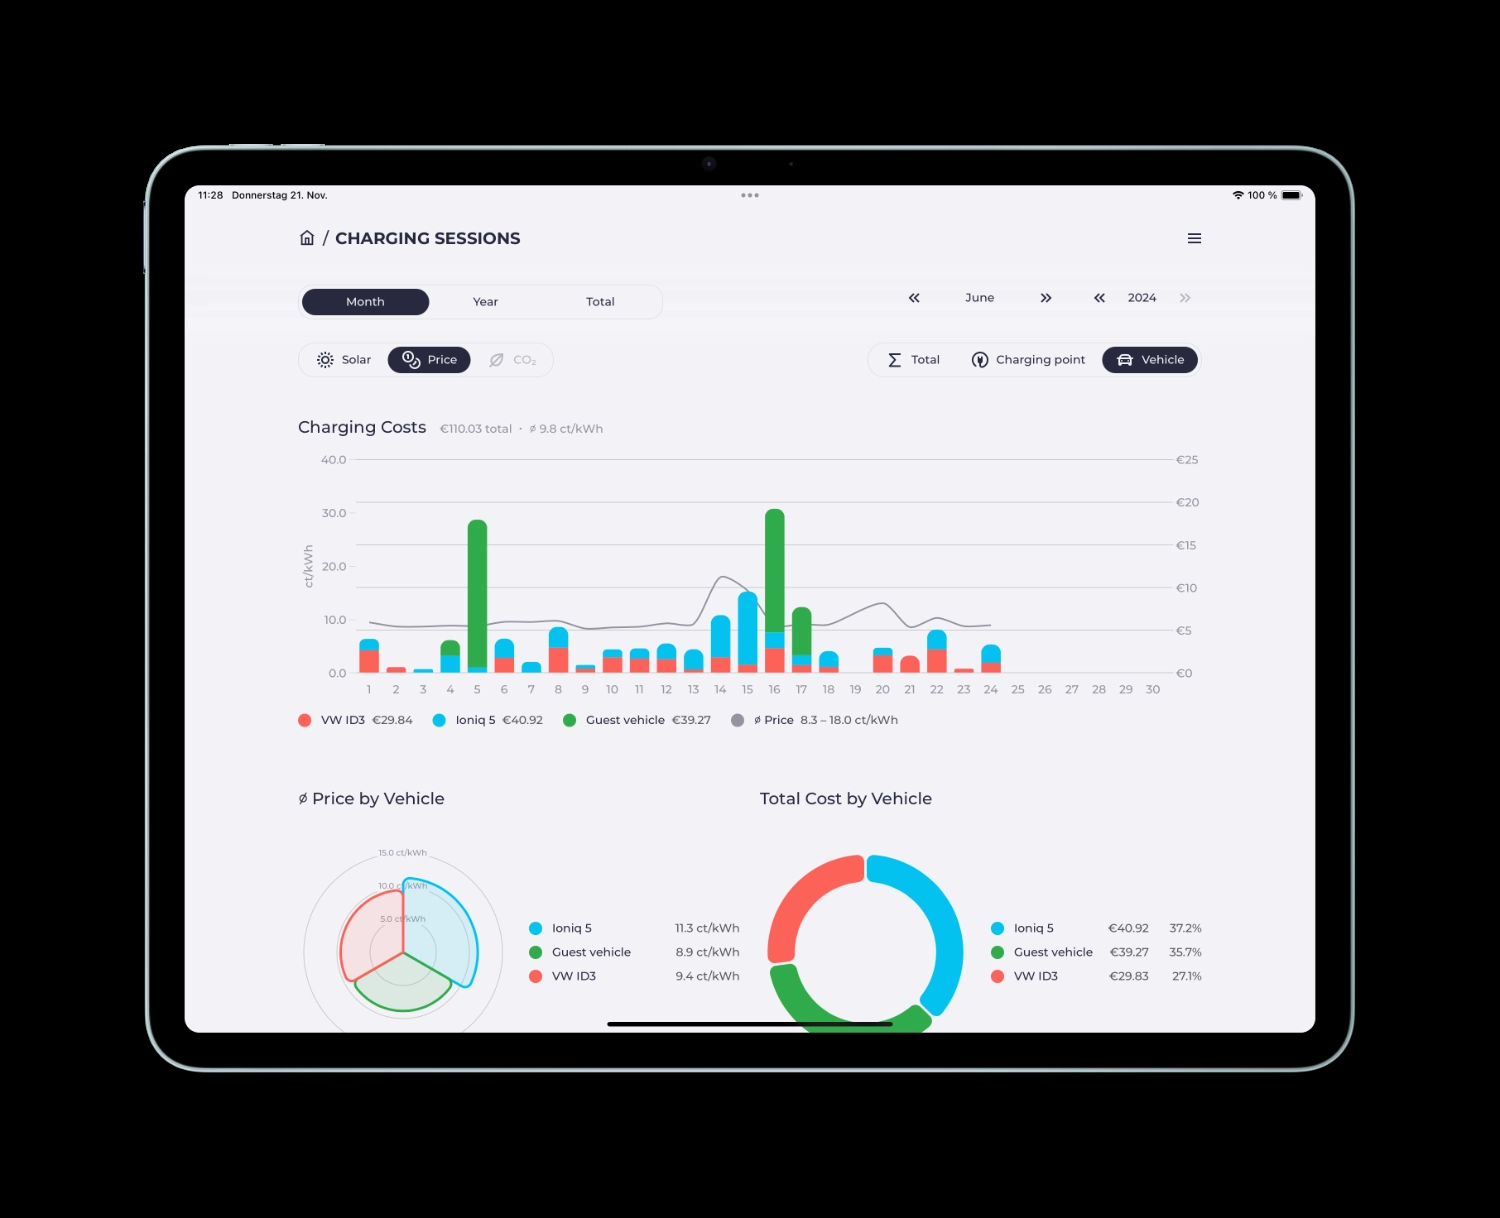 11:28 Donnerstag 21. Nov. 100 %
/ CHARGING SESSIONS
Month Year Total
« June » « 2024 »
Solar Price CO₂
Σ Total Charging point Vehicle
Charging Costs €110.03 total · ø 9.8 ct/kWh
40.0 €25
€20
30.0
€15
ct/kWh
20.0
€10
10.0
€5
0.0 €0
1 2 3 4 5 6 7 8 9 10 11 12 13 14 15 16 17 18 19 20 21 22 23 24 25 26 27 28 29 30
VW ID3 €29.84 Ioniq 5 €40.92 Guest vehicle €39.27 ø Price 8.3 – 18.0 ct/kWh
ø Price by Vehicle
15.0 ct/kWh
10.0 ct/kWh
5.0 ct/kWh
Ioniq 5 11.3 ct/kWh
Guest vehicle 8.9 ct/kWh
VW ID3 9.4 ct/kWh
Total Cost by Vehicle
Ioniq 5 €40.92 37.2%
Guest vehicle €39.27 35.7%
VW ID3 €29.83 27.1%